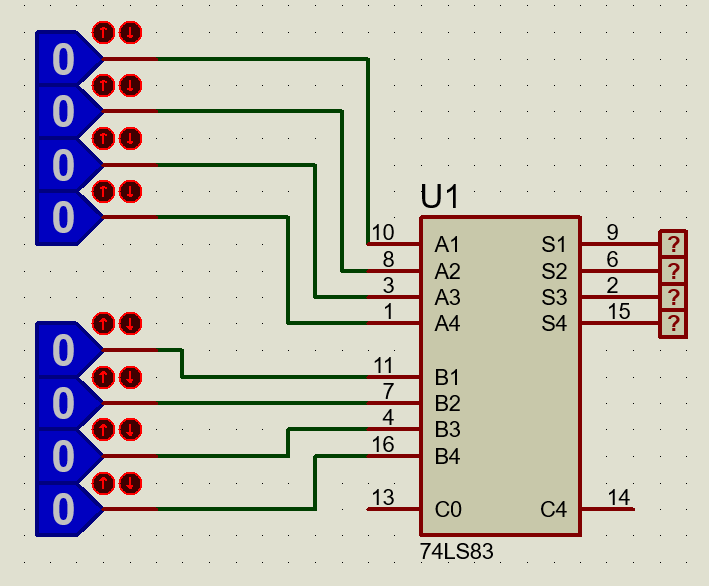 0
0
0
0
U1
10 A1 S1 9 ?
8 A2 S2 6 ?
3 A3 S3 2 ?
1 A4 S4 15 ?
0
11 B1
0
7 B2
0
4 B3
16 B4
0
13 C0 C4 14
74LS83